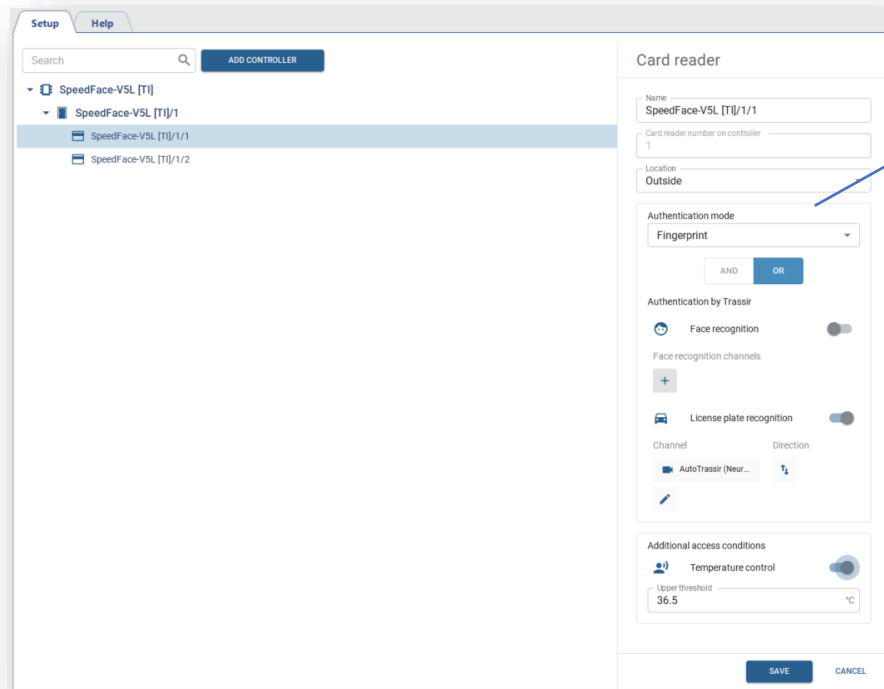 Setup Help
Search ADD CONTROLLER
SpeedFace-V5L [TI]
SpeedFace-V5L [TI]/1
SpeedFace-V5L [TI]/1/1
SpeedFace-V5L [TI]/1/2
Card reader
Name
SpeedFace-V5L [TI]/1/1
Card reader number on controller
1
Location
Outside
Authentication mode
Fingerprint
AND OR
Authentication by Trassir
Face recognition
Face recognition channels
+
License plate recognition
Channel Direction
AutoTrassir (Neur...
Additional access conditions
Temperature control
Upper threshold
36.5 °C
SAVE CANCEL